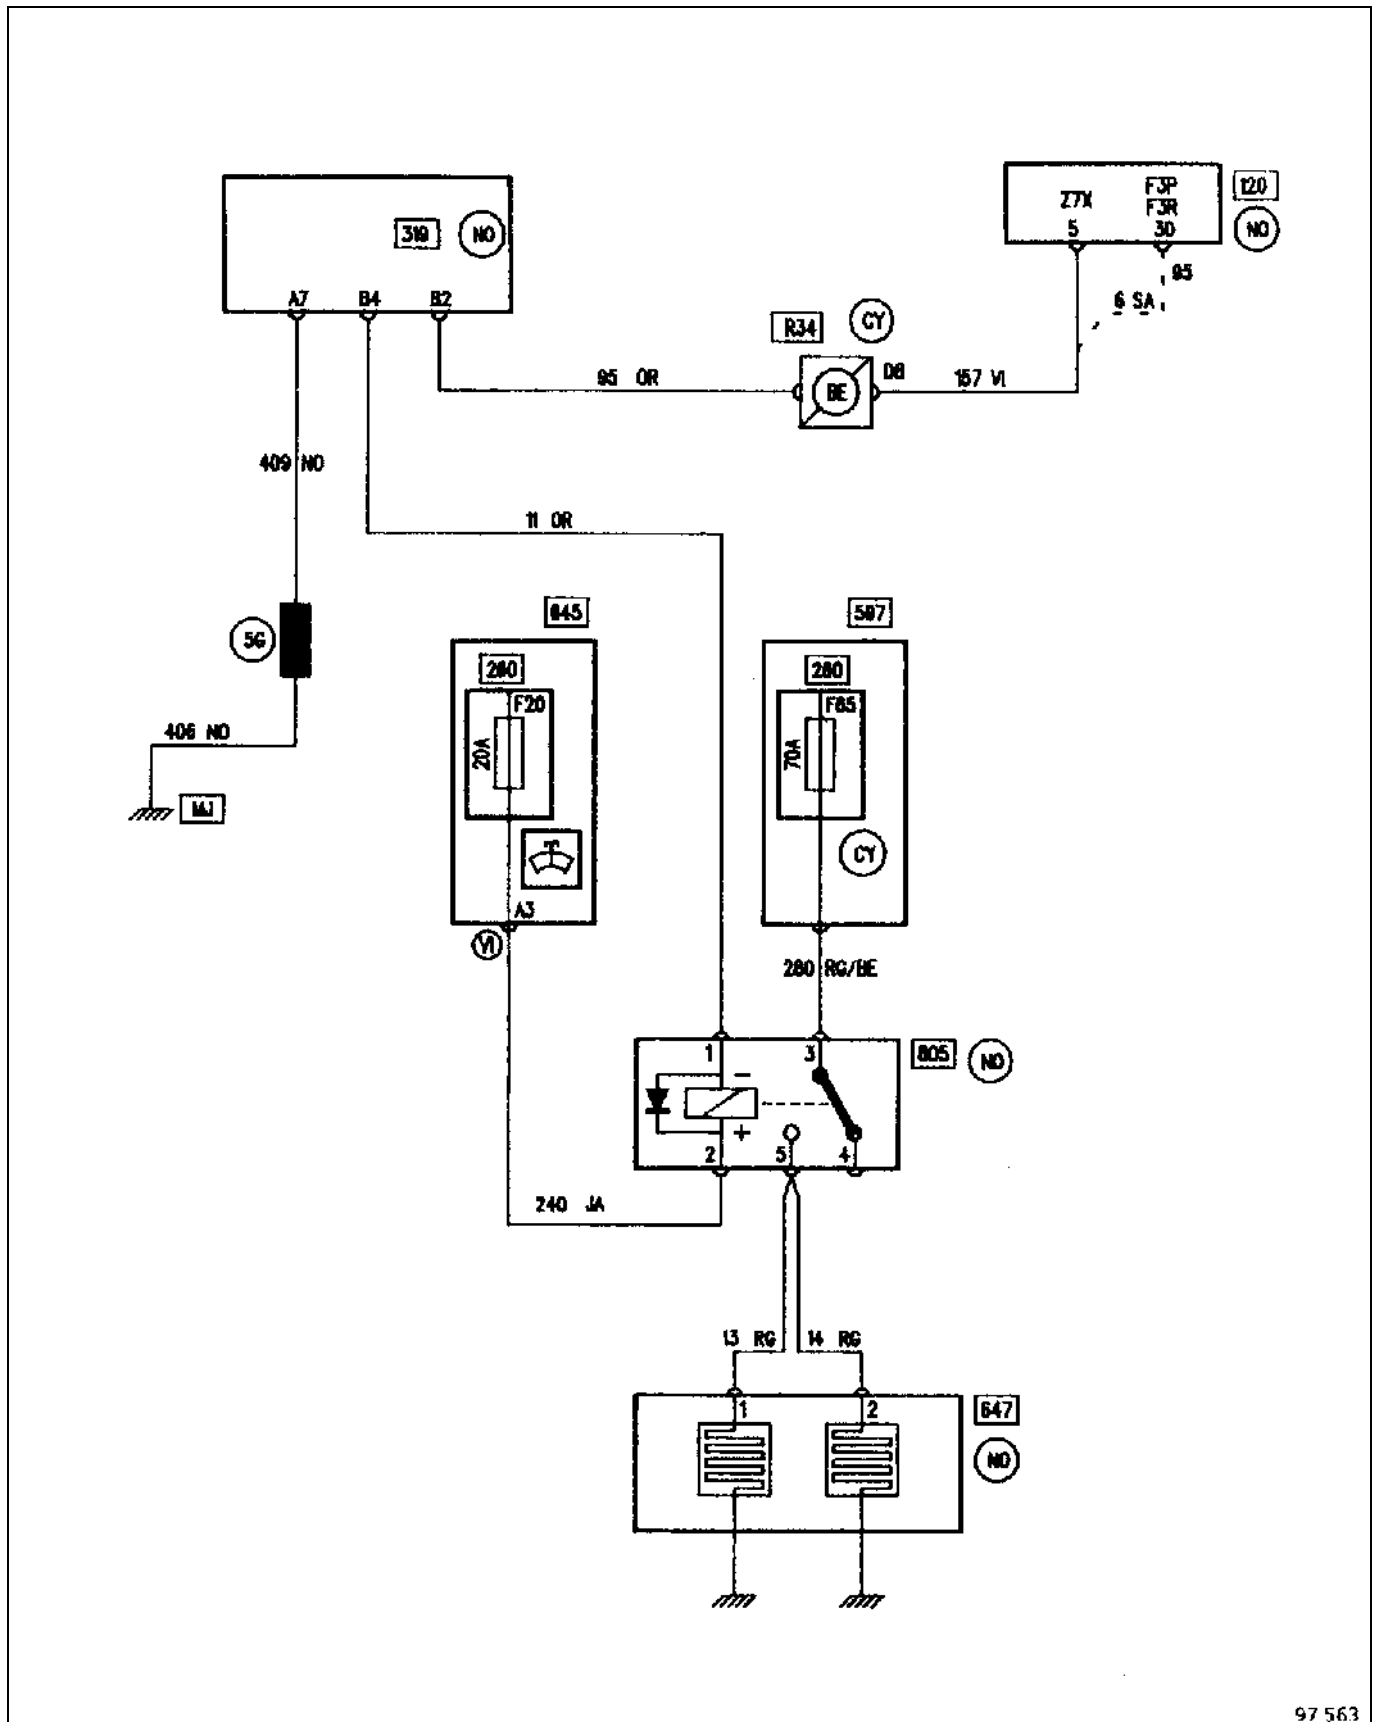 Z7X
F3P
120
F3R
319
NO
5
30
NO
95
A7
B4
B2
6 SA
R34
CY
95 OR
BE
D8
157 VI
409 NO
11 OR
645
597
5G
260
260
F20
F65
406 NO
20A
70A
MJ
CY
A3
VI
260 RG/BE
1
3
805
NO
−
+
2
5
4
240 JA
13 RG
14 RG
1
2
647
NO
97 563